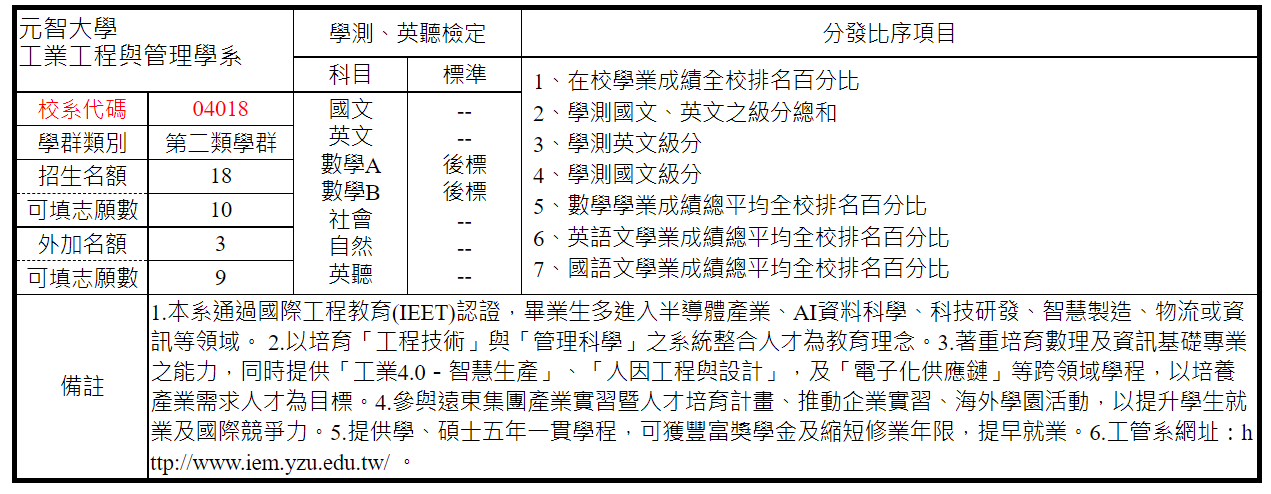 元智大學
工業工程與管理學系
學測、英聽檢定
分發比序項目
科目 標準
校系代碼 04018
學群類別 第二類學群
招生名額 18
可填志願數 10
外加名額 3
可填志願數 9
國文 --
英文 --
數學A 後標
數學B 後標
社會 --
自然 --
英聽 --
1、在校學業成績全校排名百分比
2、學測國文、英文之級分總和
3、學測英文級分
4、學測國文級分
5、數學學業成績總平均全校排名百分比
6、英語文學業成績總平均全校排名百分比
7、國語文學業成績總平均全校排名百分比
備註
1.本系通過國際工程教育(IEET)認證，畢業生多進入半導體產業、AI資料科學、科技研發、智慧製造、物流或資
訊等領域。 2.以培育「工程技術」與「管理科學」之系統整合人才為教育理念。3.著重培育數理及資訊基礎專業
之能力，同時提供「工業4.0－智慧生產」、「人因工程與設計」，及「電子化供應鏈」等跨領域學程，以培養
產業需求人才為目標。4.參與遠東集團產業實習暨人才培育計畫、推動企業實習、海外學園活動，以提升學生就
業及國際競爭力。5.提供學、碩士五年一貫學程，可獲豐富獎學金及縮短修業年限，提早就業。6.工管系網址：h
ttp://www.iem.yzu.edu.tw/ 。